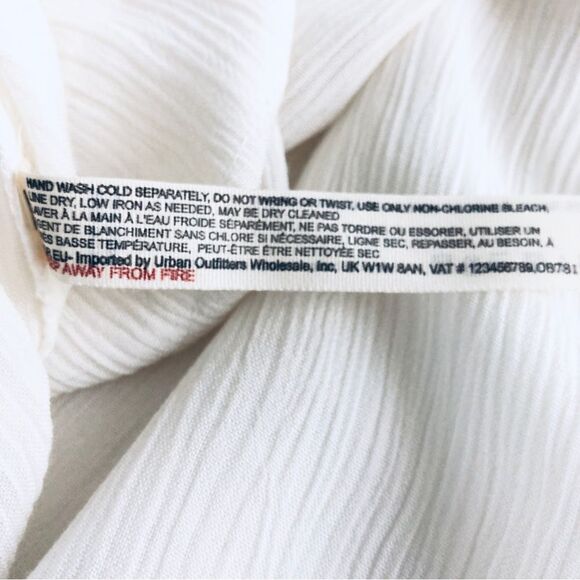 HAND WASH COLD SEPARATELY, DO NOT WRING OR TWIST, USE ONLY NON-CHLORINE BLEACH,
LINE DRY, LOW IRON AS NEEDED, MAY BE DRY CLEANED
LAVER À LA MAIN À L'EAU FROIDE SÉPARÉMENT, NE PAS TORDRE OU ESSORER, UTILISER UN
AGENT DE BLANCHIMENT SANS CHLORE SI NÉCESSAIRE, LIGNE SEC, REPASSER, AU BESOIN, À
BASSE TEMPÉRATURE, PEUT-ÊTRE ÊTRE NETTOYÉE SEC
EU- Imported by Urban Outfitters Wholesale, Inc, UK W1W 8AN, VAT # 123456789,OB781
AWAY FROM FIRE